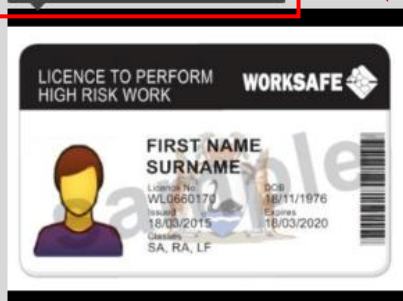 LICENCE TO PERFORM
HIGH RISK WORK
WORKSAFE
FIRST NAME
SURNAME
sample
Licence No.
DOB
WL0660170
18/11/1976
Issued
Expires
18/03/2015
18/03/2020
Classes
SA, RA, LF